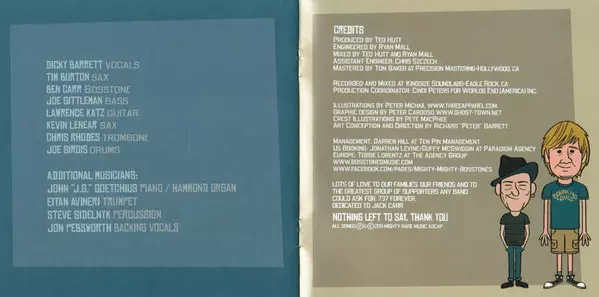 DICKY BARRETT VOCALS
TIM BURTON SAX
BEN CARR BOSSTONE
JOE GITTLEMAN BASS
LAWRENCE KATZ GUITAR
KEVIN LENEAR SAX
CHRIS RHODES TROMBONE
JOE SIROIS DRUMS
ADDITIONAL MUSICIANS:
JOHN "J.G." GOETCHIUS PIANO / HAMMOND ORGAN
EITAN AVINERI TRUMPET
STEVE SIDELNYK PERCUSSION
JON PEBSWORTH BACKING VOCALS
CREDITS
PRODUCED BY TED HUTT
ENGINEERED BY RYAN MALL
MIXED BY TED HUTT AND RYAN MALL
ASSISTANT ENGINEER, CHRIS SZCZECH
MASTERED BY TOM BAKER AT PRECISION MASTERING-HOLLYWOOD, CA
RECORDED AND MIXED AT KINGSIZE SOUNDLABS-EAGLE ROCK, CA
PRODUCTION COORDINATOR: CINDI PETERS FOR WORLDS END (AMERICA) INC.
ILLUSTRATIONS BY PETER MICHAX, WWW.THREEAPPAREL.COM
GRAPHIC DESIGN BY PETER CARDOSO WWW.GHOST-TOWN.NET
CREST ILLUSTRATIONS BY PETE MACPHEE
ART CONCEPTION AND DIRECTION BY RICHARD "PETER" BARRETT
MANAGEMENT: DARREN HILL AT TEN PIN MANAGEMENT
US BOOKING: JONATHAN LEVINE/DUFFY MCSWIGGIN AT PARADIGM AGENCY
EUROPE: TOBBE LORENTZ AT THE AGENCY GROUP
WWW.BOSSTONESMUSIC.COM
WWW.FACEBOOK.COM/PAGES/MIGHTY-MIGHTY-BOSSTONES
LOTS OF LOVE TO OUR FAMILIES, OUR FRIENDS AND TO
THE GREATEST GROUP OF SUPPORTERS ANY BAND
COULD ASK FOR. 737 FOREVER.
DEDICATED TO JACK CARR
NOTHING LEFT TO SAY, THANK YOU
ALL SONGS Ⓟ & © 2011 MIGHTY RARE MUSIC ASCAP